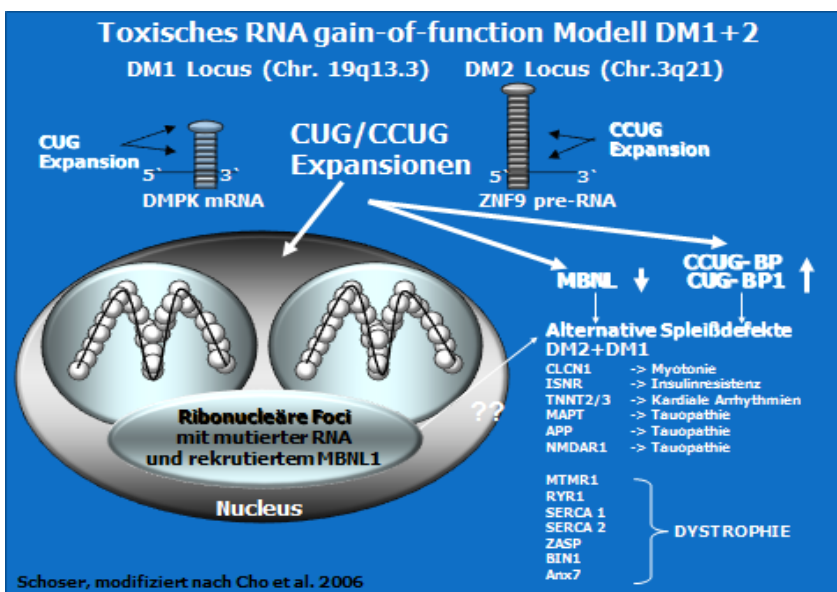 Toxisches RNA gain-of-function Modell DM1+2
DM1 Locus (Chr. 19q13.3) DM2 Locus (Chr.3q21)
CUG
Expansion
5` 3`
DMPK mRNA
CUG/CCUG
Expansionen
CCUG
Expansion
5` 3`
ZNF9 pre-RNA
MBNL
CCUG-BP
CUG-BP1
Alternative Spleißdefekte
DM2+DM1
CLCN1 -> Myotonie
ISNR -> Insulinresistenz
TNNT2/3 -> Kardiale Arrhythmien
MAPT -> Tauopathie
APP -> Tauopathie
NMDAR1 -> Tauopathie
??
Ribonucleäre Foci
mit mutierter RNA
und rekrutiertem MBNL1
Nucleus
MTMR1
RYR1
SERCA 1
SERCA 2
ZASP
BIN1
Anx7
DYSTROPHIE
Schoser, modifiziert nach Cho et al. 2006